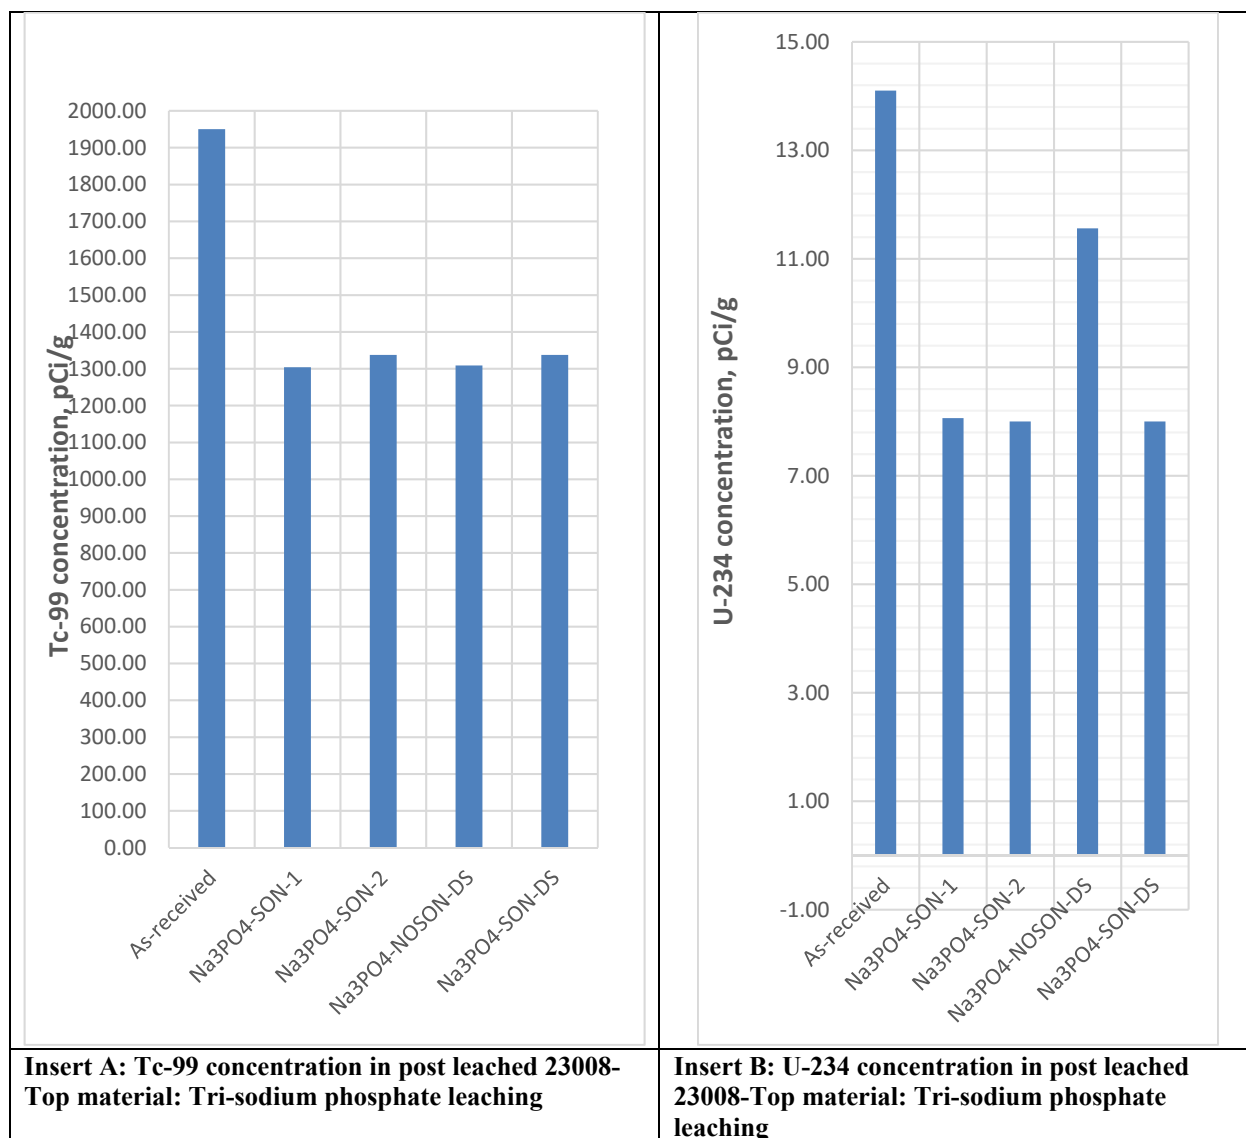 2000.00
1900.00
1800.00
1700.00
1600.00
1500.00
1400.00
1300.00
1200.00
1100.00
1000.00
900.00
800.00
700.00
600.00
500.00
400.00
300.00
200.00
100.00
0.00
Tc-99 concentration, pCi/g
As-received
Na3PO4-SON-1
Na3PO4-SON-2
Na3PO4-NOSON-DS
Na3PO4-SON-DS
Insert A: Tc-99 concentration in post leached 23008-
Top material: Tri-sodium phosphate leaching
15.00
13.00
11.00
9.00
7.00
5.00
3.00
1.00
-1.00
U-234 concentration, pCi/g
As-received
Na3PO4-SON-1
Na3PO4-SON-2
Na3PO4-NOSON-DS
Na3PO4-SON-DS
Insert B: U-234 concentration in post leached
23008-Top material: Tri-sodium phosphate
leaching